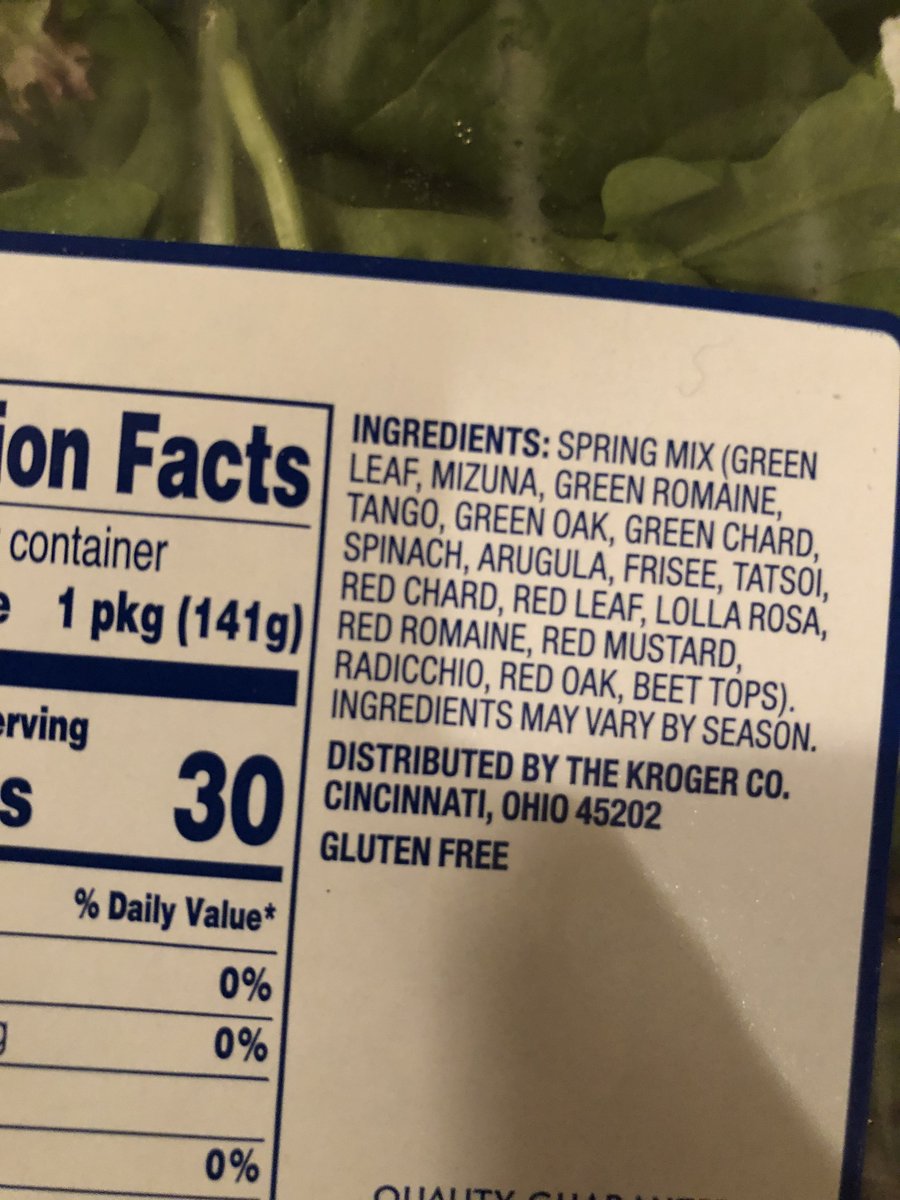 ion Facts
container
1 pkg (141g)
erving
s 30
% Daily Value*
0%
g 0%
0%
INGREDIENTS: SPRING MIX (GREEN
LEAF, MIZUNA, GREEN ROMAINE,
TANGO, GREEN OAK, GREEN CHARD,
SPINACH, ARUGULA, FRISEE, TATSOI,
RED CHARD, RED LEAF, LOLLA ROSA,
RED ROMAINE, RED MUSTARD,
RADICCHIO, RED OAK, BEET TOPS).
INGREDIENTS MAY VARY BY SEASON.
DISTRIBUTED BY THE KROGER CO.
CINCINNATI, OHIO 45202
GLUTEN FREE
QUALITY